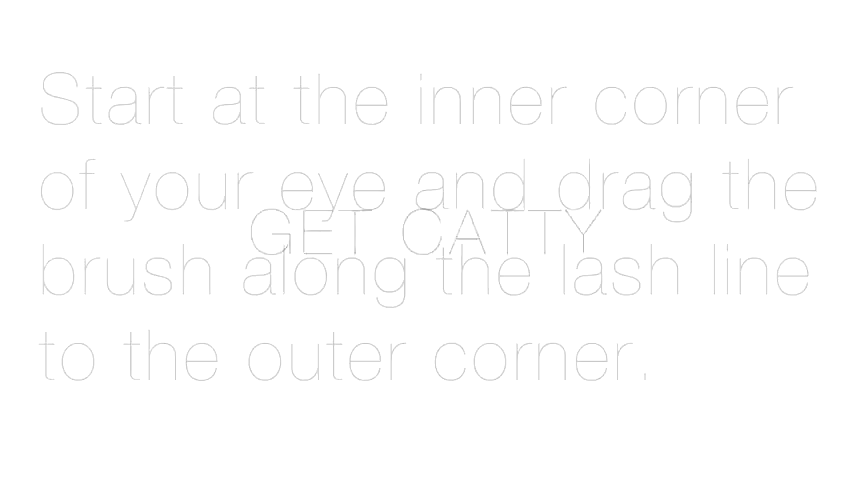 Start at the inner corner
of your eye and drag the
GET CATTY
brush along the lash line
to the outer corner.